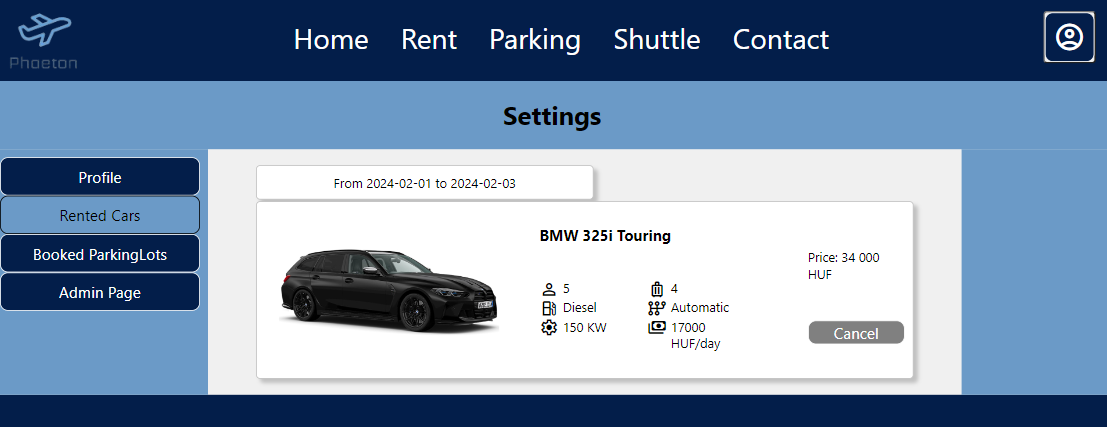 Phaeton
Home Rent Parking Shuttle Contact
Settings
Profile
Rented Cars
Booked ParkingLots
Admin Page
From 2024-02-01 to 2024-02-03
BMW 325i Touring
5
4
Diesel
Automatic
150 KW
17000
HUF/day
Price: 34 000
HUF
Cancel